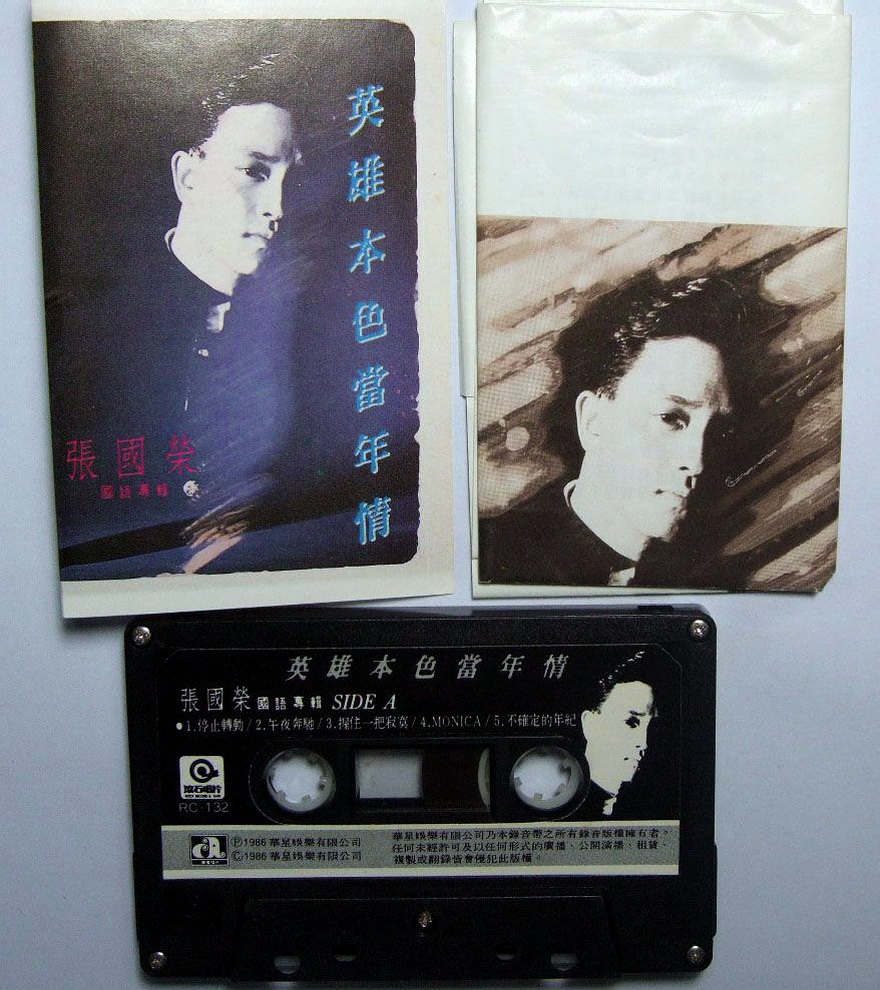 英雄本色當年情
張國榮
國語專輯
英雄本色當年情
張國榮 國語專輯 SIDE A
●1.停止轉動/2.午夜奔馳/3.握住一把寂寞/4.MONICA/5.不確定的年紀
滾石唱片
RC-132
Ⓟ1986 華星娛樂有限公司
Ⓒ1986 華星娛樂有限公司
華星娛樂有限公司乃本錄音帶之所有錄音版權擁有者。
任何未經許可及以任何形式的廣播、公開演播、租賃、
複製或翻錄皆會侵犯此版權。